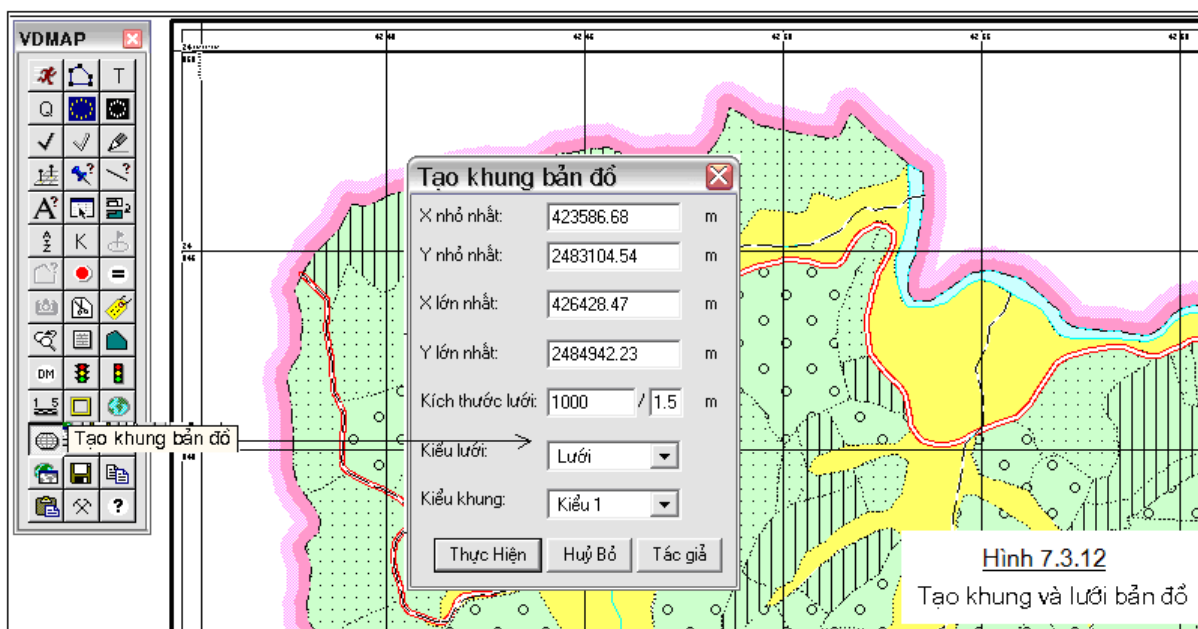 VDMAP
T
Q
K
DM
1 5
?
Tạo khung bản đồ
Tạo khung bản đồ
X nhỏ nhất: 423586.68 m
Y nhỏ nhất: 2483104.54 m
X lớn nhất: 426428.47 m
Y lớn nhất: 2484942.23 m
Kích thước lưới: 1000 / 1.5 m
Kiểu lưới: Lưới
Kiểu khung: Kiểu 1
Thực Hiện Huỷ Bỏ Tác giả
Hình 7.3.12
Tạo khung và lưới bản đồ